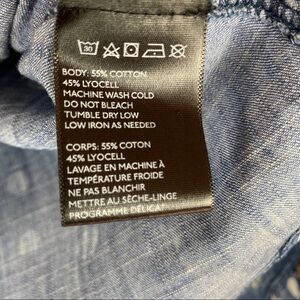 30
BODY: 55% COTTON
45% LYOCELL
MACHINE WASH COLD
DO NOT BLEACH
TUMBLE DRY LOW
LOW IRON AS NEEDED
CORPS: 55% COTON
45% LYOCELL
LAVAGE EN MACHINE À
TEMPÉRATURE FROIDE
NE PAS BLANCHIR
METTRE AU SÈCHE-LINGE
PROGRAMME DÉLICAT